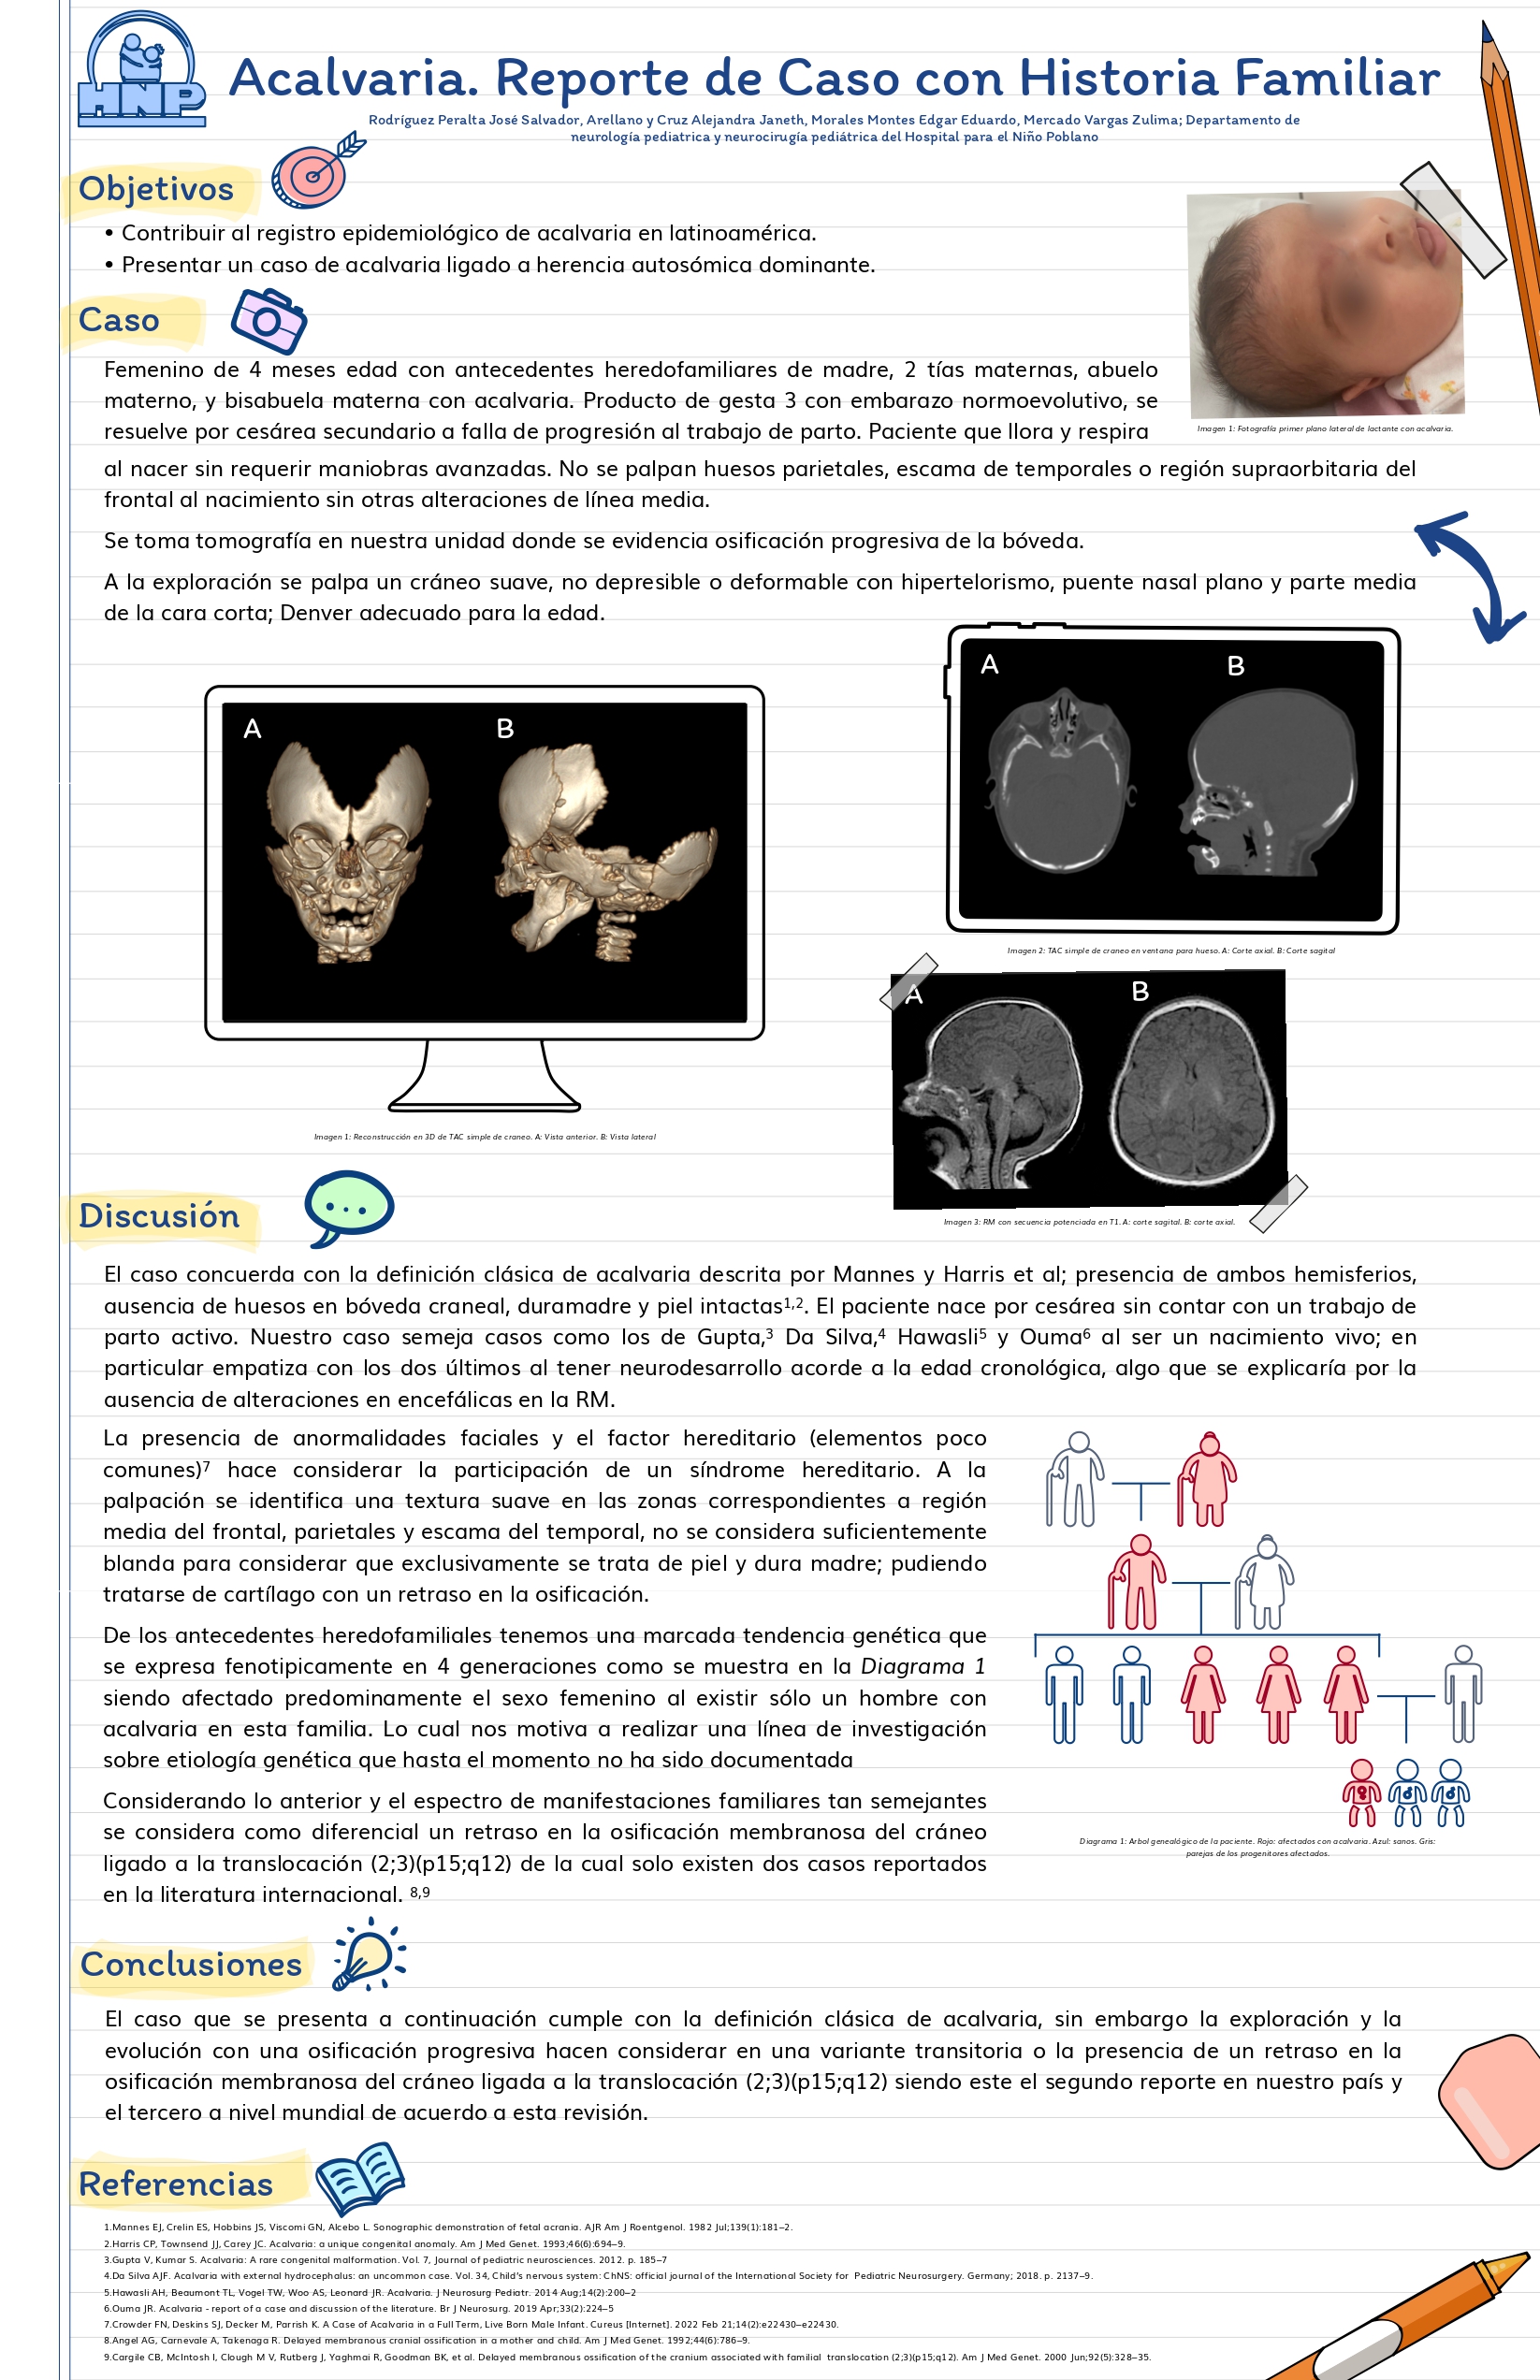 HNP
Acalvaria. Reporte de Caso con Historia Familiar
Rodríguez Peralta José Salvador, Arellano y Cruz Alejandra Janeth, Morales Montes Edgar Eduardo, Mercado Vargas Zulima; Departamento de
neurología pediatrica y neurocirugía pediátrica del Hospital para el Niño Poblano
Objetivos
• Contribuir al registro epidemiológico de acalvaria en latinoamérica.
• Presentar un caso de acalvaria ligado a herencia autosómica dominante.
Imagen 1: Fotografía primer plano lateral de lactante con acalvaria.
Caso
Femenino de 4 meses edad con antecedentes heredofamiliares de madre, 2 tías maternas, abuelo
materno, y bisabuela materna con acalvaria. Producto de gesta 3 con embarazo normoevolutivo, se
resuelve por cesárea secundario a falla de progresión al trabajo de parto. Paciente que llora y respira
al nacer sin requerir maniobras avanzadas. No se palpan huesos parietales, escama de temporales o región supraorbitaria del
frontal al nacimiento sin otras alteraciones de línea media.
Se toma tomografía en nuestra unidad donde se evidencia osificación progresiva de la bóveda.
A la exploración se palpa un cráneo suave, no depresible o deformable con hipertelorismo, puente nasal plano y parte media
de la cara corta; Denver adecuado para la edad.
A
B
Imagen 1: Reconstrucción en 3D de TAC simple de craneo. A: Vista anterior. B: Vista lateral
A
B
Imagen 2: TAC simple de craneo en ventana para hueso. A: Corte axial. B: Corte sagital
A
B
Imagen 3: RM con secuencia potenciada en T1. A: corte sagital. B: corte axial.
Discusión
El caso concuerda con la definición clásica de acalvaria descrita por Mannes y Harris et al; presencia de ambos hemisferios,
ausencia de huesos en bóveda craneal, duramadre y piel intactas1,2. El paciente nace por cesárea sin contar con un trabajo de
parto activo. Nuestro caso semeja casos como los de Gupta,3 Da Silva,4 Hawasli5 y Ouma6 al ser un nacimiento vivo; en
particular empatiza con los dos últimos al tener neurodesarrollo acorde a la edad cronológica, algo que se explicaría por la
ausencia de alteraciones en encefálicas en la RM.
La presencia de anormalidades faciales y el factor hereditario (elementos poco
comunes)7 hace considerar la participación de un síndrome hereditario. A la
palpación se identifica una textura suave en las zonas correspondientes a región
media del frontal, parietales y escama del temporal, no se considera suficientemente
blanda para considerar que exclusivamente se trata de piel y dura madre; pudiendo
tratarse de cartílago con un retraso en la osificación.
De los antecedentes heredofamiliales tenemos una marcada tendencia genética que
se expresa fenotipicamente en 4 generaciones como se muestra en la Diagrama 1
siendo afectado predominamente el sexo femenino al existir sólo un hombre con
acalvaria en esta familia. Lo cual nos motiva a realizar una línea de investigación
sobre etiología genética que hasta el momento no ha sido documentada
Considerando lo anterior y el espectro de manifestaciones familiares tan semejantes
se considera como diferencial un retraso en la osificación membranosa del cráneo
ligado a la translocación (2;3)(p15;q12) de la cual solo existen dos casos reportados
en la literatura internacional. 8,9
Diagrama 1: Arbol genealógico de la paciente. Rojo: afectados con acalvaria. Azul: sanos. Gris:
parejas de los progenitores afectados.
Conclusiones
El caso que se presenta a continuación cumple con la definición clásica de acalvaria, sin embargo la exploración y la
evolución con una osificación progresiva hacen considerar en una variante transitoria o la presencia de un retraso en la
osificación membranosa del cráneo ligada a la translocación (2;3)(p15;q12) siendo este el segundo reporte en nuestro país y
el tercero a nivel mundial de acuerdo a esta revisión.
Referencias
1.Mannes EJ, Crelin ES, Hobbins JS, Viscomi GN, Alcebo L. Sonographic demonstration of fetal acrania. AJR Am J Roentgenol. 1982 Jul;139(1):181–2.
2.Harris CP, Townsend JJ, Carey JC. Acalvaria: a unique congenital anomaly. Am J Med Genet. 1993;46(6):694–9.
3.Gupta V, Kumar S. Acalvaria: A rare congenital malformation. Vol. 7, Journal of pediatric neurosciences. 2012. p. 185–7
4.Da Silva AJF. Acalvaria with external hydrocephalus: an uncommon case. Vol. 34, Child's nervous system: ChNS: official journal of the International Society for Pediatric Neurosurgery. Germany; 2018. p. 2137–9.
5.Hawasli AH, Beaumont TL, Vogel TW, Woo AS, Leonard JR. Acalvaria. J Neurosurg Pediatr. 2014 Aug;14(2):200–2
6.Ouma JR. Acalvaria - report of a case and discussion of the literature. Br J Neurosurg. 2019 Apr;33(2):224–5
7.Crowder FN, Deskins SJ, Decker M, Parrish K. A Case of Acalvaria in a Full Term, Live Born Male Infant. Cureus [Internet]. 2022 Feb 21;14(2):e22430–e22430.
8.Angel AG, Carnevale A, Takenaga R. Delayed membranous cranial ossification in a mother and child. Am J Med Genet. 1992;44(6):786–9.
9.Cargile CB, McIntosh I, Clough M V, Rutberg J, Yaghmai R, Goodman BK, et al. Delayed membranous ossification of the cranium associated with familial translocation (2;3)(p15;q12). Am J Med Genet. 2000 Jun;92(5):328–35.